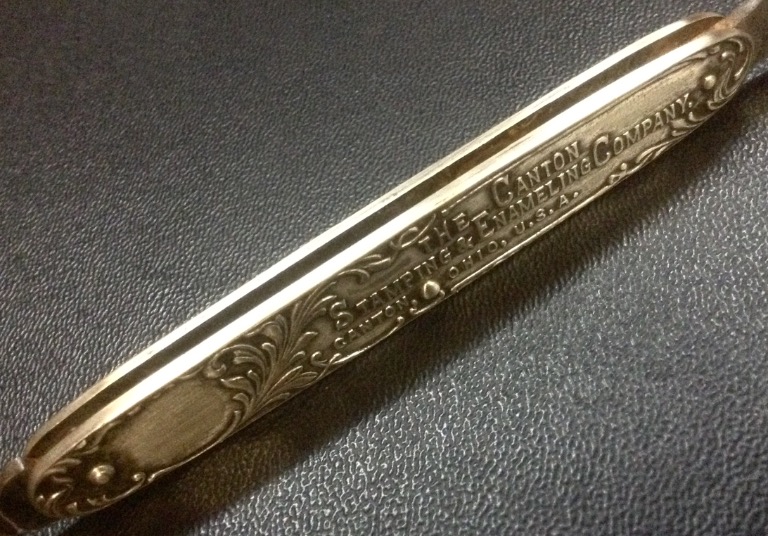 THE CANTON
STAMPING & ENAMELING COMPANY.
CANTON, OHIO, U.S.A.